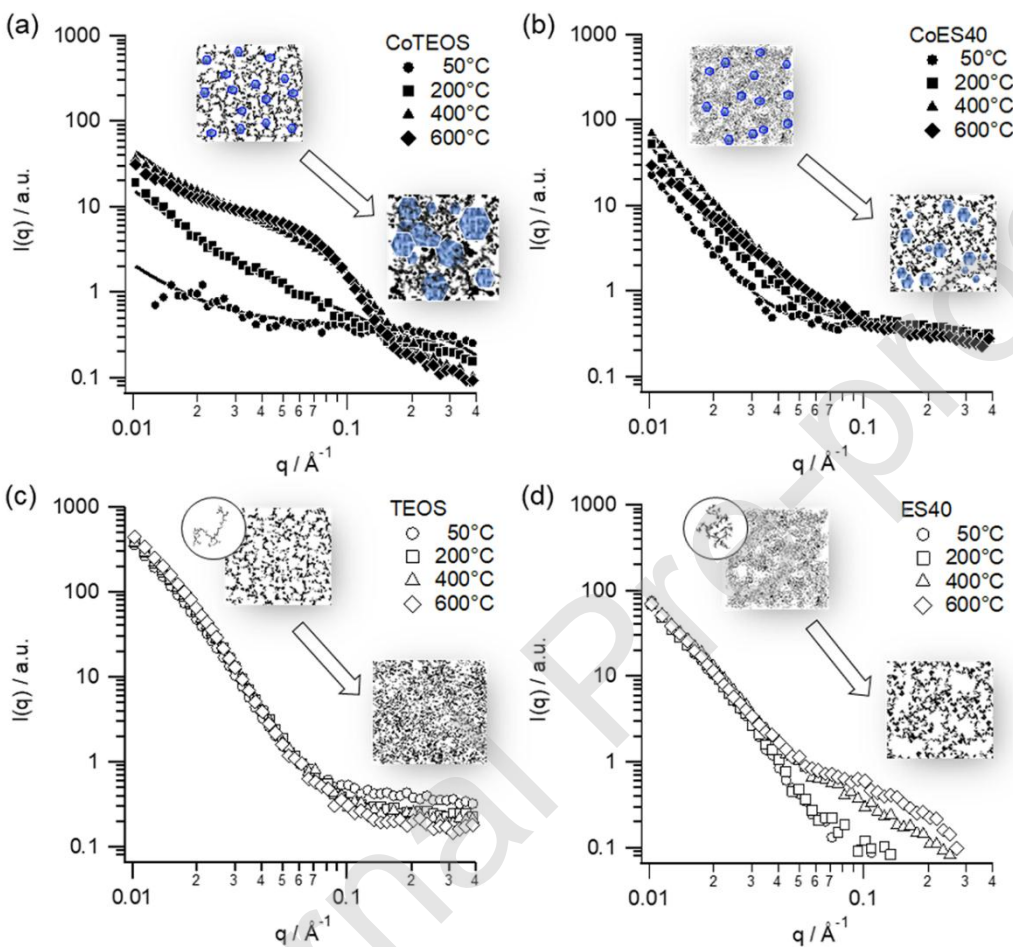 (a)
1000
100
10
1
0.1
I(q) / a.u.
CoTEOS
50°C
200°C
400°C
600°C
0.01
2
3
4
5
6
7
0.1
2
3
4
q / Å⁻¹
(b)
1000
100
10
1
0.1
I(q) / a.u.
CoES40
50°C
200°C
400°C
600°C
0.01
2
3
4
5
6
7
0.1
2
3
4
q / Å⁻¹
(c)
1000
100
10
1
0.1
I(q) / a.u.
TEOS
50°C
200°C
400°C
600°C
0.01
2
3
4
5
6
7
0.1
2
3
4
q / Å⁻¹
(d)
1000
100
10
1
0.1
I(q) / a.u.
ES40
50°C
200°C
400°C
600°C
0.01
2
3
4
5
6
7
0.1
2
3
4
q / Å⁻¹